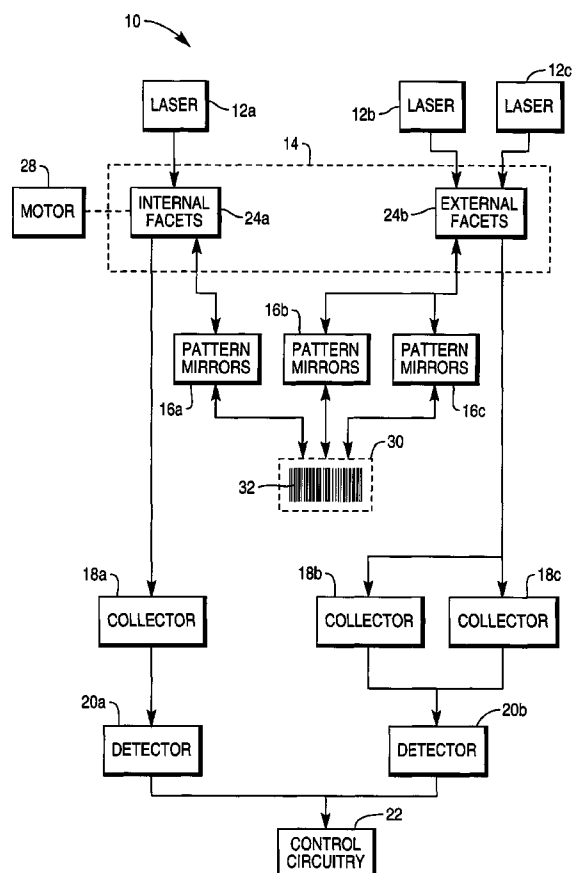 10
12a
12b
12c
LASER
LASER
LASER
14
28
MOTOR
INTERNAL
FACETS
24a
EXTERNAL
FACETS
24b
16b
PATTERN
MIRRORS
PATTERN
MIRRORS
PATTERN
MIRRORS
16a
16c
30
32
18a
18b
18c
COLLECTOR
COLLECTOR
COLLECTOR
20a
20b
DETECTOR
DETECTOR
22
CONTROL
CIRCUITRY